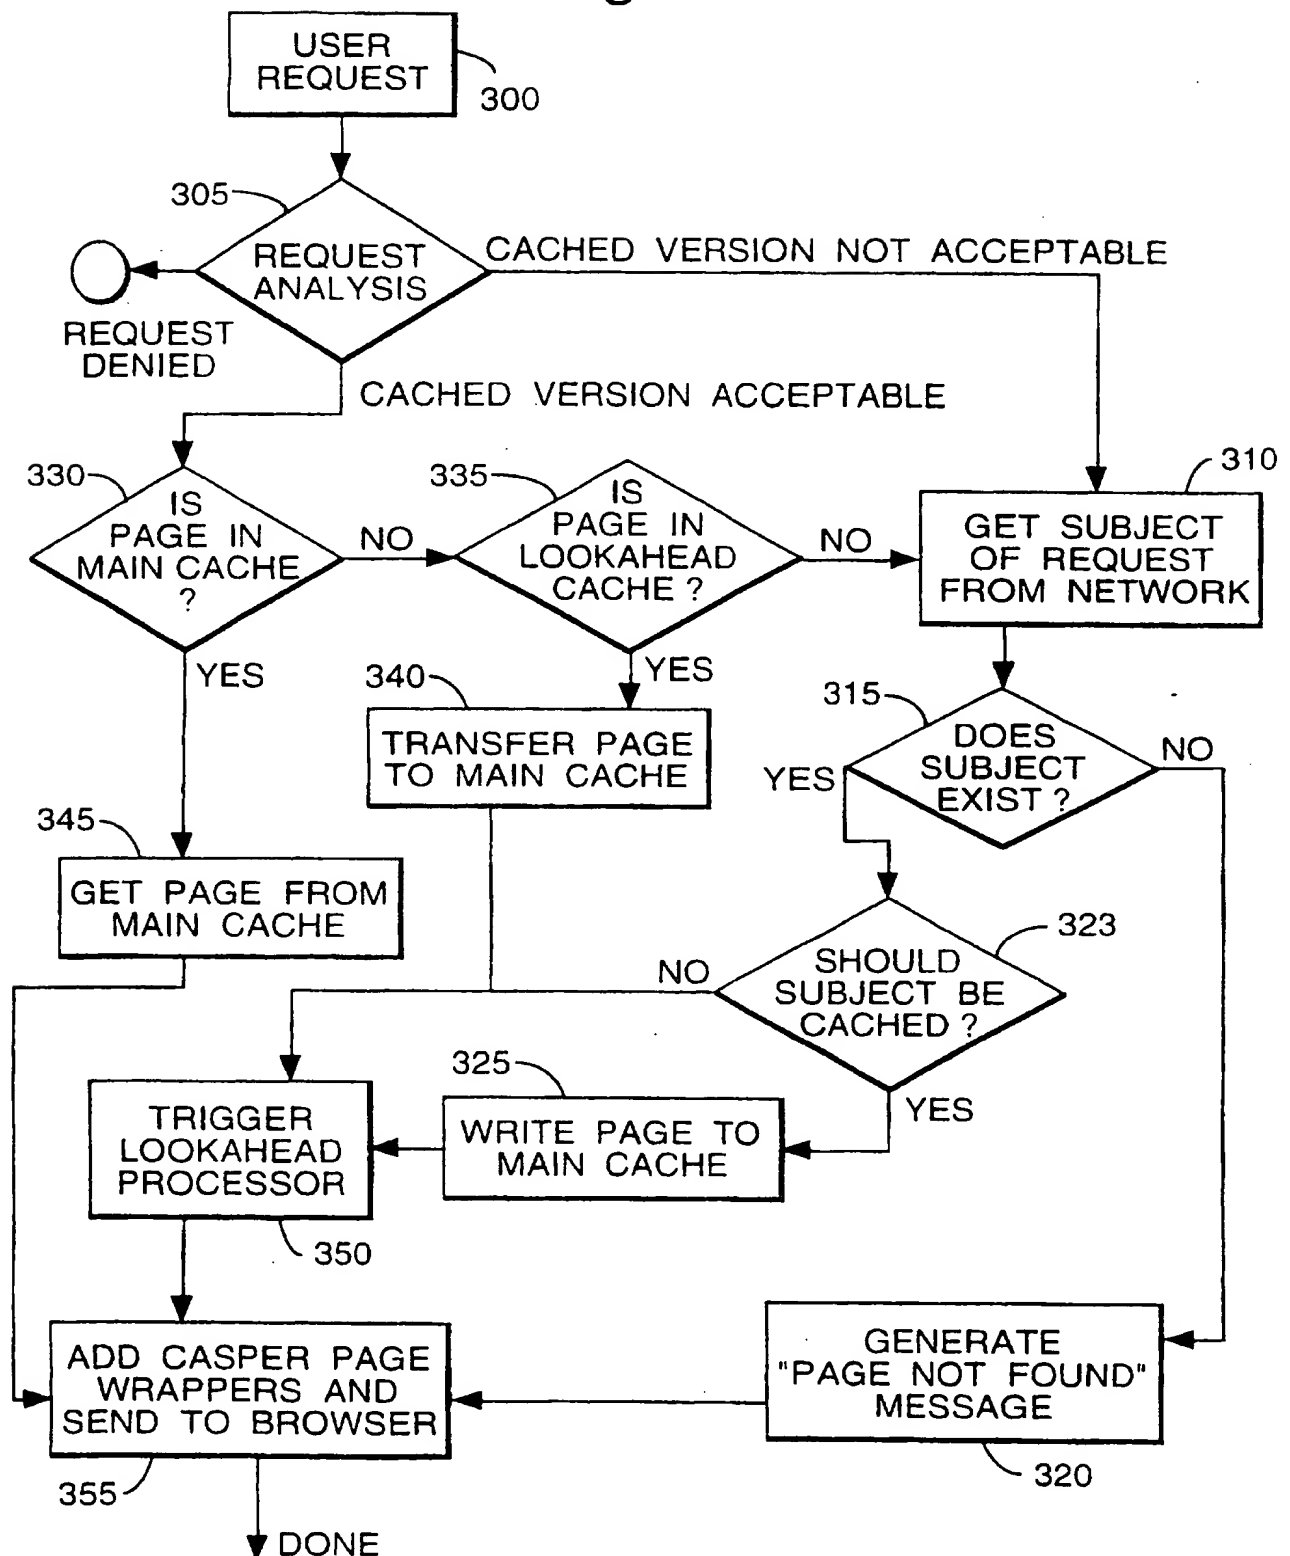 USER
REQUEST
300
305
REQUEST
ANALYSIS
CACHED VERSION NOT ACCEPTABLE
REQUEST
DENIED
CACHED VERSION ACCEPTABLE
330
IS
PAGE IN
MAIN CACHE
?
NO
335
IS
PAGE IN
LOOKAHEAD
CACHE ?
NO
310
GET SUBJECT
OF REQUEST
FROM NETWORK
YES
340
YES
TRANSFER PAGE
TO MAIN CACHE
315
DOES
SUBJECT
EXIST ?
YES
NO
345
GET PAGE FROM
MAIN CACHE
323
SHOULD
SUBJECT BE
CACHED ?
NO
YES
325
WRITE PAGE TO
MAIN CACHE
TRIGGER
LOOKAHEAD
PROCESSOR
350
ADD CASPER PAGE
WRAPPERS AND
SEND TO BROWSER
355
GENERATE
"PAGE NOT FOUND"
MESSAGE
320
DONE